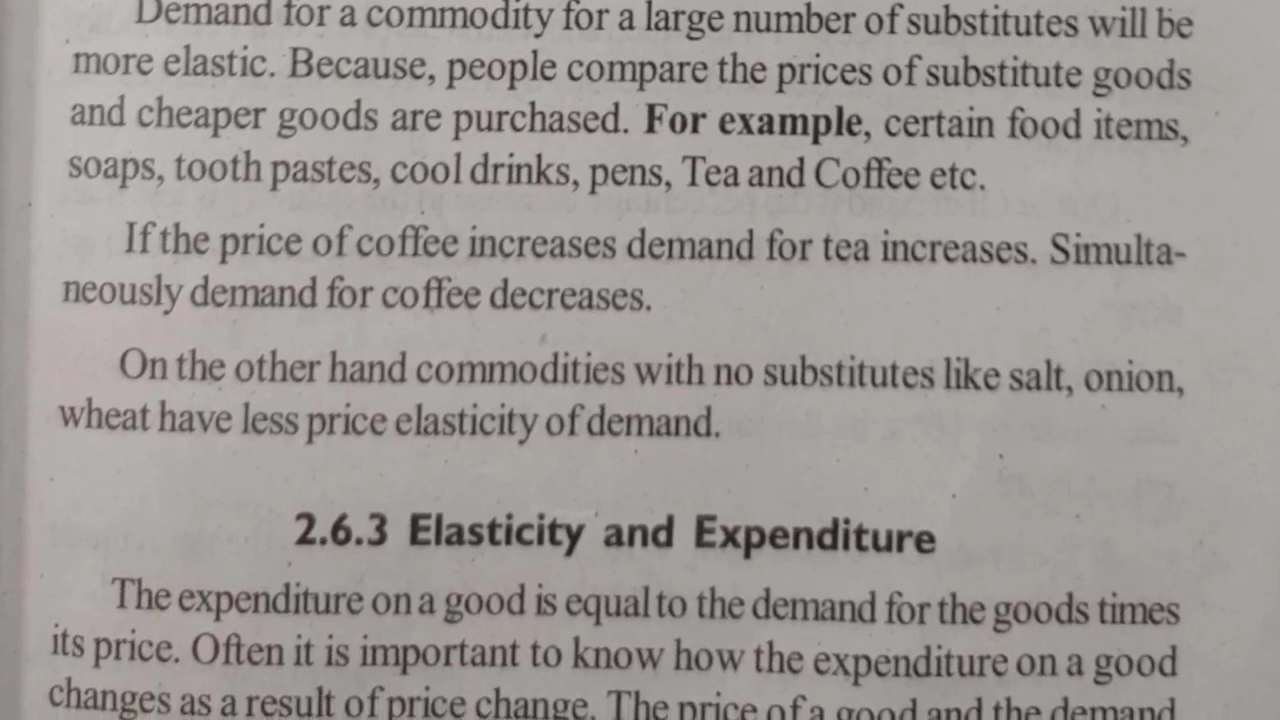 Demand for a commodity for a large number of substitutes will be
more elastic. Because, people compare the prices of substitute goods
and cheaper goods are purchased. For example, certain food items,
soaps, tooth pastes, cool drinks, pens, Tea and Coffee etc.
If the price of coffee increases demand for tea increases. Simulta-
neously demand for coffee decreases.
On the other hand commodities with no substitutes like salt, onion,
wheat have less price elasticity of demand.
2.6.3 Elasticity and Expenditure
The expenditure on a good is equal to the demand for the goods times
its price. Often it is important to know how the expenditure on a good
changes as a result of price change. The price of a good and the demand